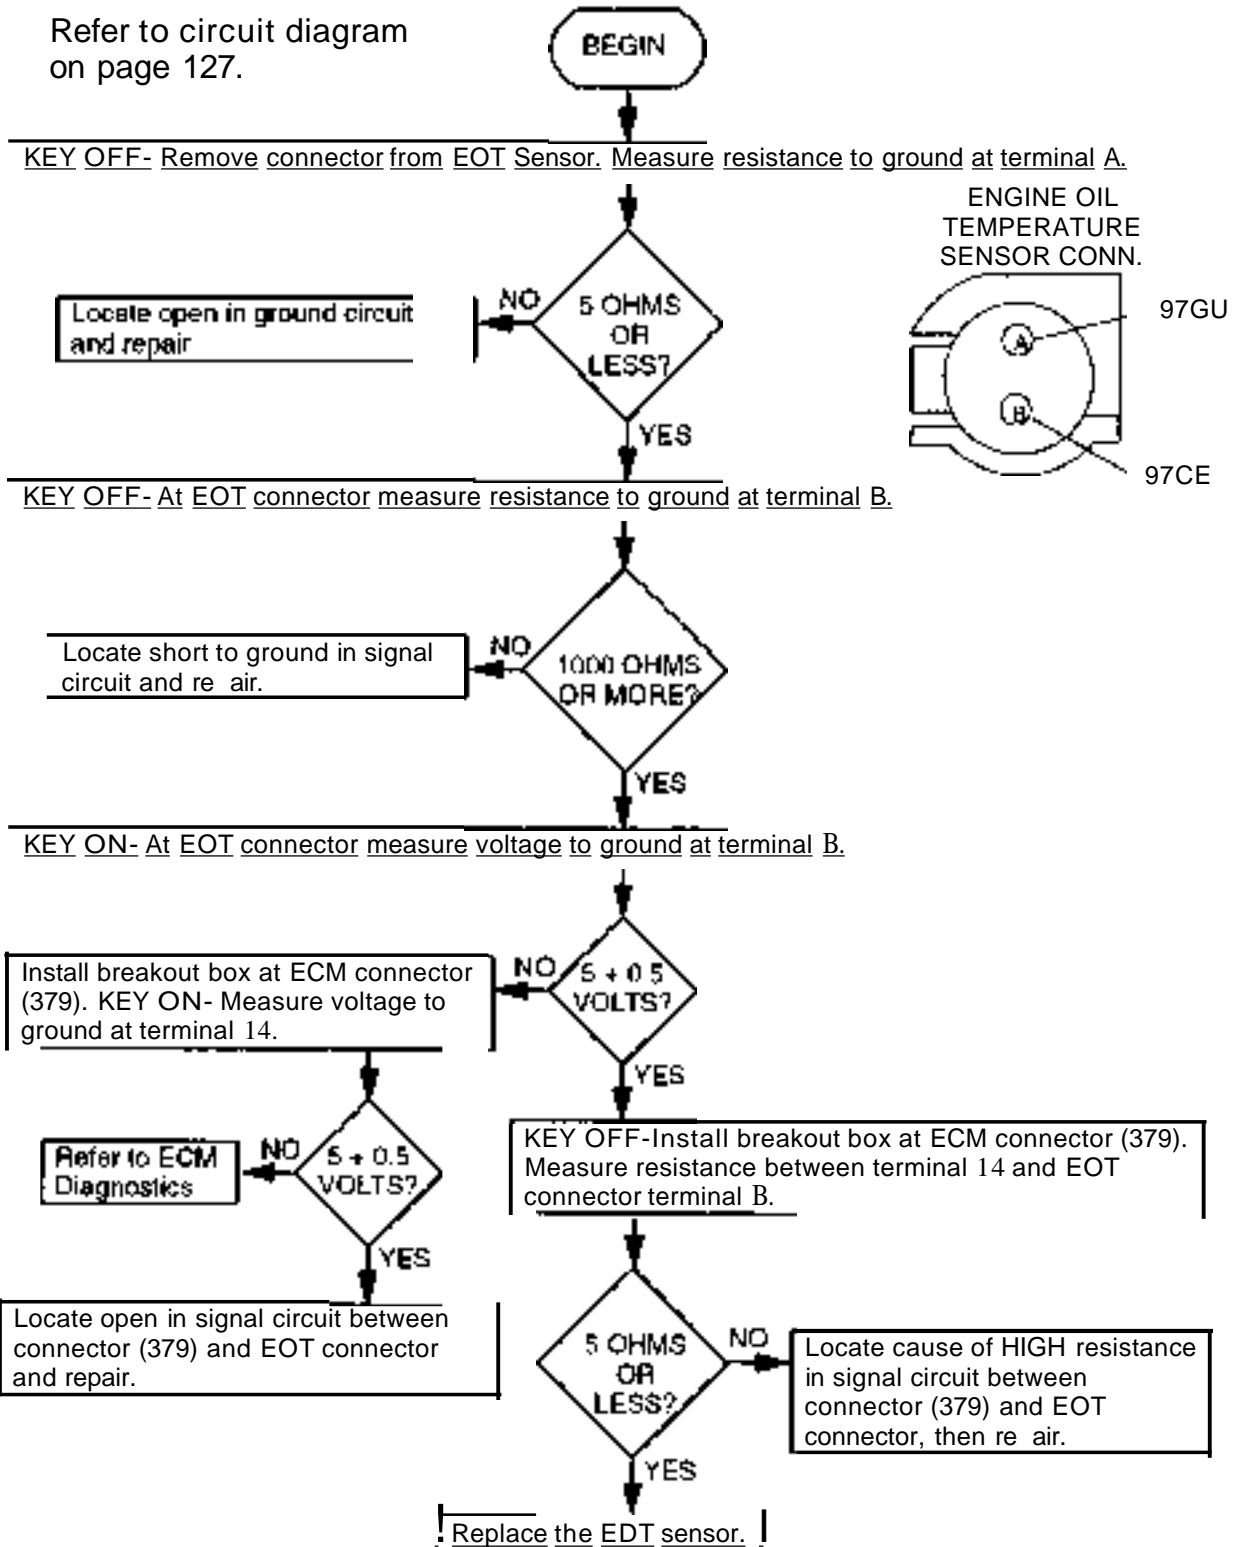 Refer to circuit diagram
on page 127.
BEGIN
KEY OFF- Remove connector from EOT Sensor. Measure resistance to ground at terminal A.
ENGINE OIL
TEMPERATURE
SENSOR CONN.
A
B
97GU
97CE
5 OHMS
OR
LESS?
NO
Locate open in ground circuit
and repair
YES
KEY OFF- At EOT connector measure resistance to ground at terminal B.
1000 OHMS
OR MORE?
NO
Locate short to ground in signal
circuit and re air.
YES
KEY ON- At EOT connector measure voltage to ground at terminal B.
5 + 0.5
VOLTS?
NO
Install breakout box at ECM connector
(379). KEY ON- Measure voltage to
ground at terminal 14.
YES
5 + 0.5
VOLTS?
NO
Refer to ECM
Diagnostics
YES
Locate open in signal circuit between
connector (379) and EOT connector
and repair.
KEY OFF-Install breakout box at ECM connector (379).
Measure resistance between terminal 14 and EOT
connector terminal B.
5 OHMS
OR
LESS?
NO
Locate cause of HIGH resistance
in signal circuit between
connector (379) and EOT
connector, then re air.
YES
! Replace the EDT sensor. |